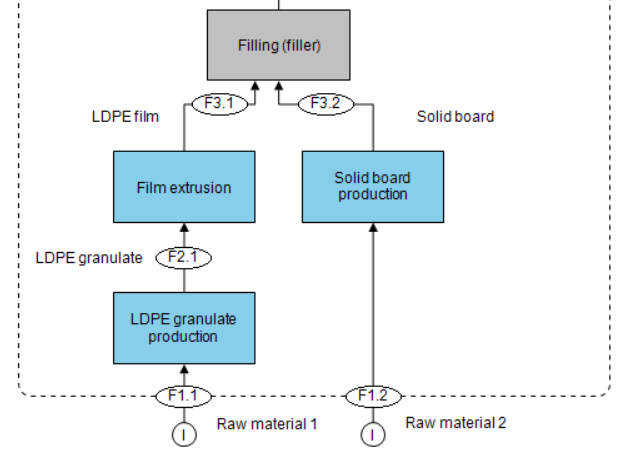 Filling (filler)
F3.1
F3.2
LDPE film
Solid board
Film extrusion
Solid board
production
LDPE granulate
F2.1
LDPE granulate
production
F1.1
F1.2
I
Raw material 1
I
Raw material 2